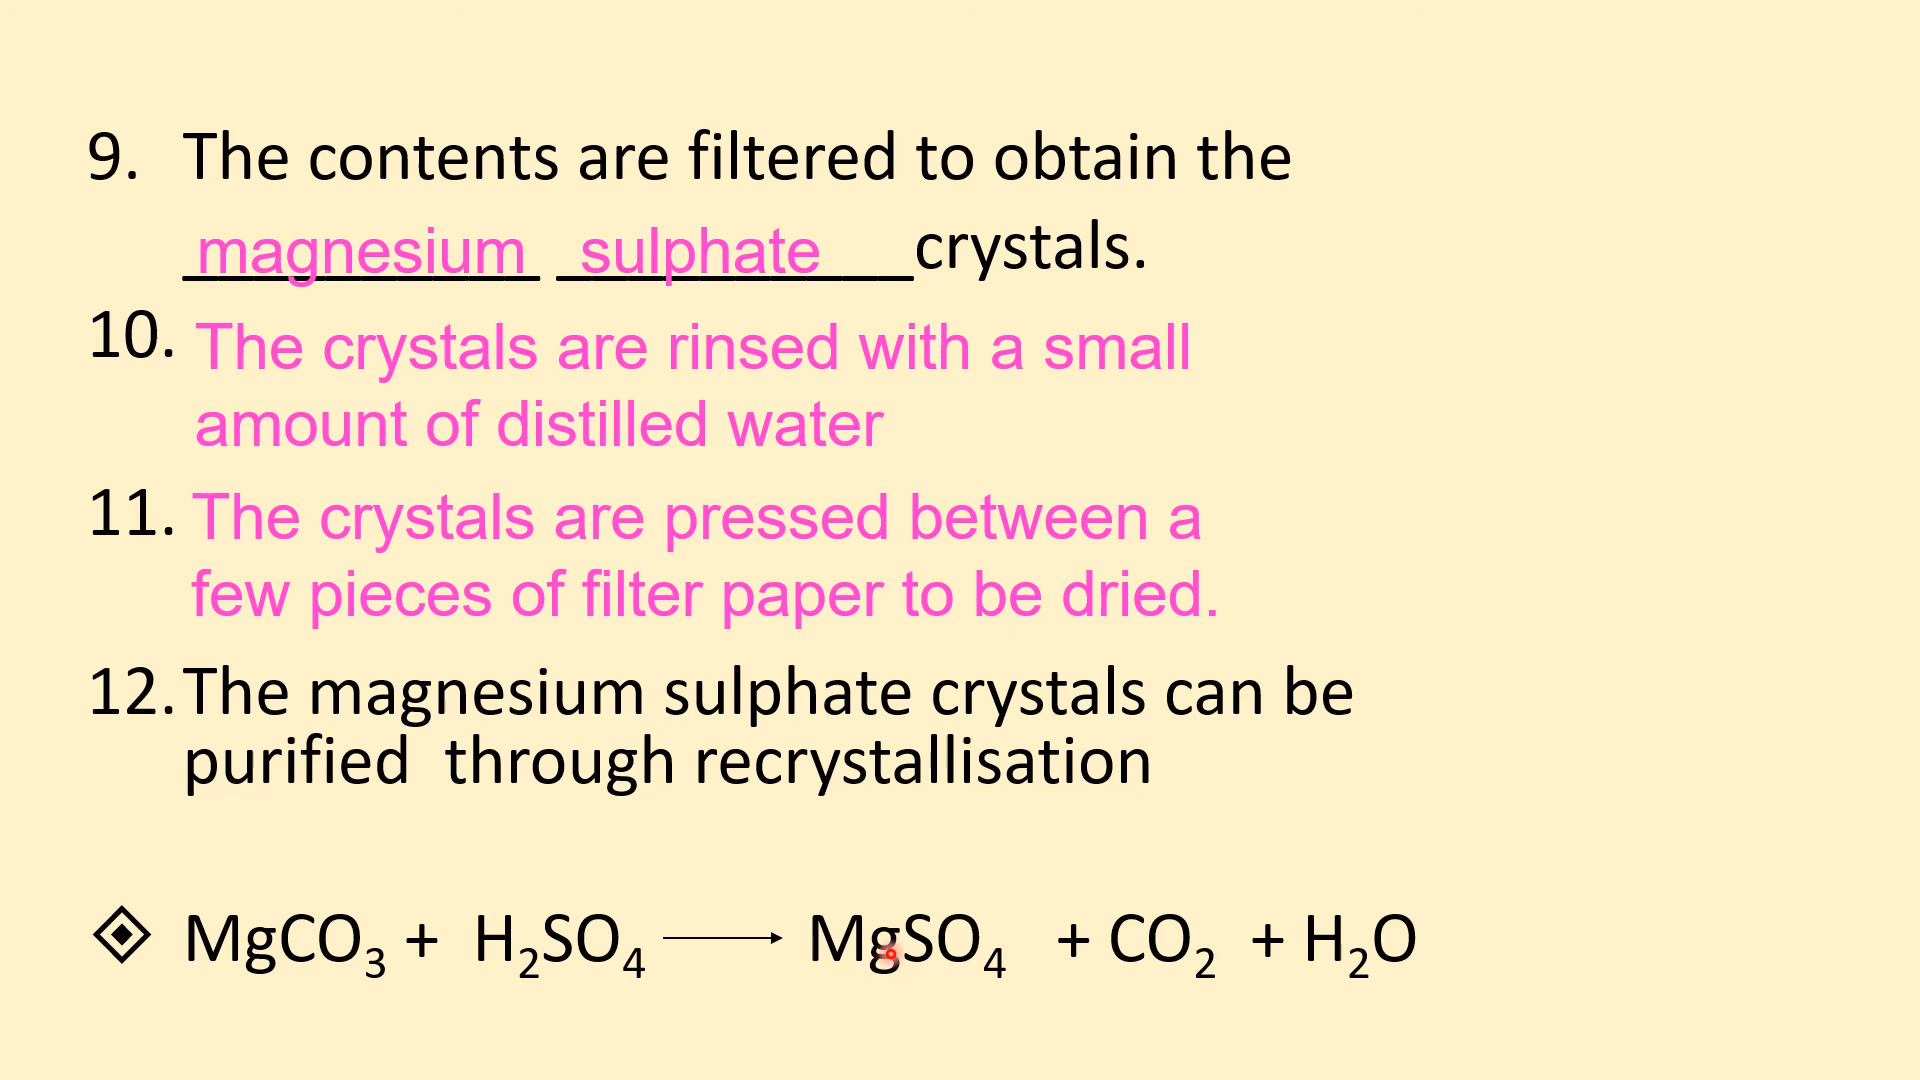 9. The contents are filtered to obtain the
magnesium sulphate crystals.
10. The crystals are rinsed with a small
amount of distilled water
11. The crystals are pressed between a
few pieces of filter paper to be dried.
12. The magnesium sulphate crystals can be
purified through recrystallisation
MgCO₃ + H₂SO₄ → MgSO₄ + CO₂ + H₂O